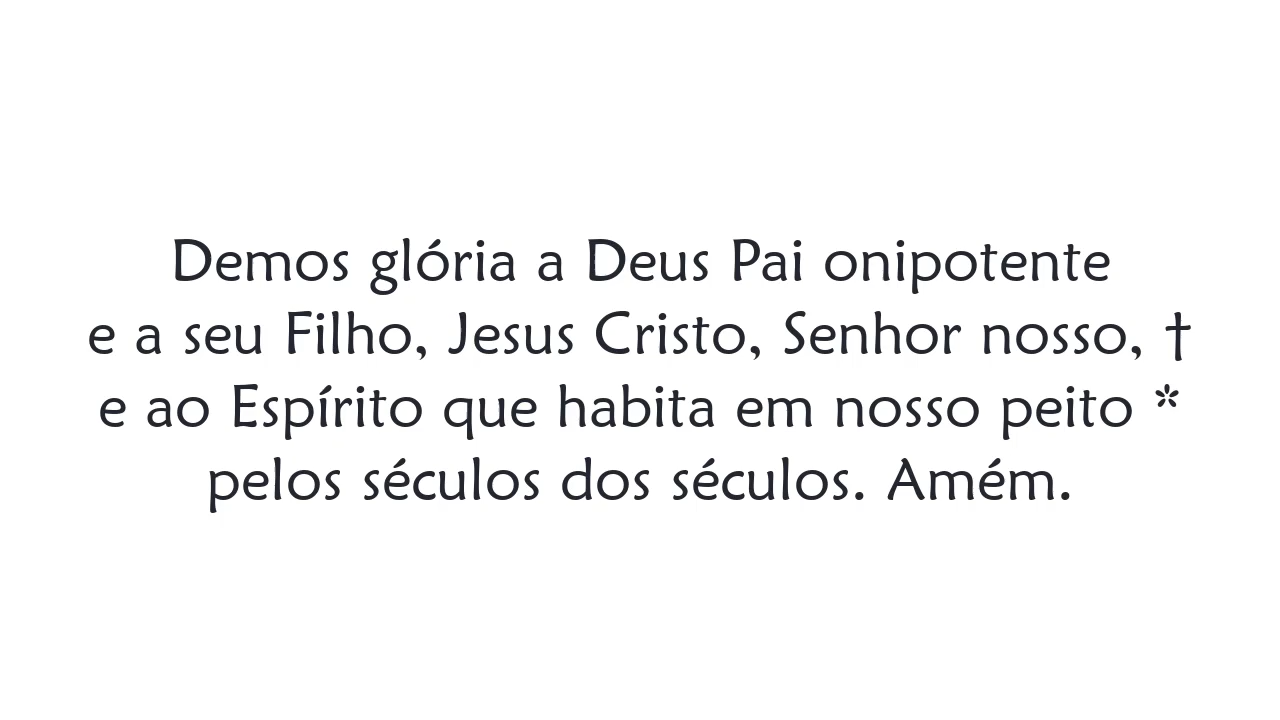 Demos glória a Deus Pai onipotente
e a seu Filho, Jesus Cristo, Senhor nosso, †
e ao Espírito que habita em nosso peito *
pelos séculos dos séculos. Amém.